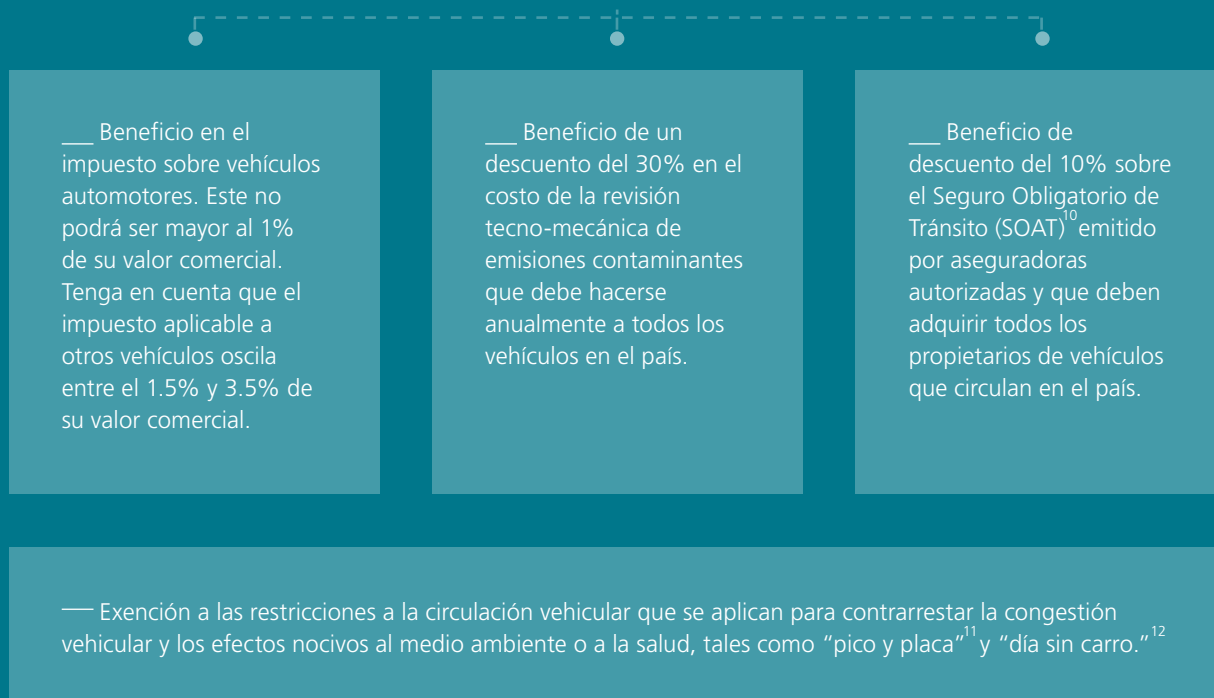 ___ Beneficio en el
impuesto sobre vehículos
automotores. Este no
podrá ser mayor al 1%
de su valor comercial.
Tenga en cuenta que el
impuesto aplicable a
otros vehículos oscila
entre el 1.5% y 3.5% de
su valor comercial.
___ Beneficio de un
descuento del 30% en el
costo de la revisión
tecno-mecánica de
emisiones contaminantes
que debe hacerse
anualmente a todos los
vehículos en el país.
___ Beneficio de
descuento del 10% sobre
el Seguro Obligatorio de
Tránsito (SOAT)10 emitido
por aseguradoras
autorizadas y que deben
adquirir todos los
propietarios de vehículos
que circulan en el país.
— Exención a las restricciones a la circulación vehicular que se aplican para contrarrestar la congestión
vehicular y los efectos nocivos al medio ambiente o a la salud, tales como “pico y placa”11 y “día sin carro.”12